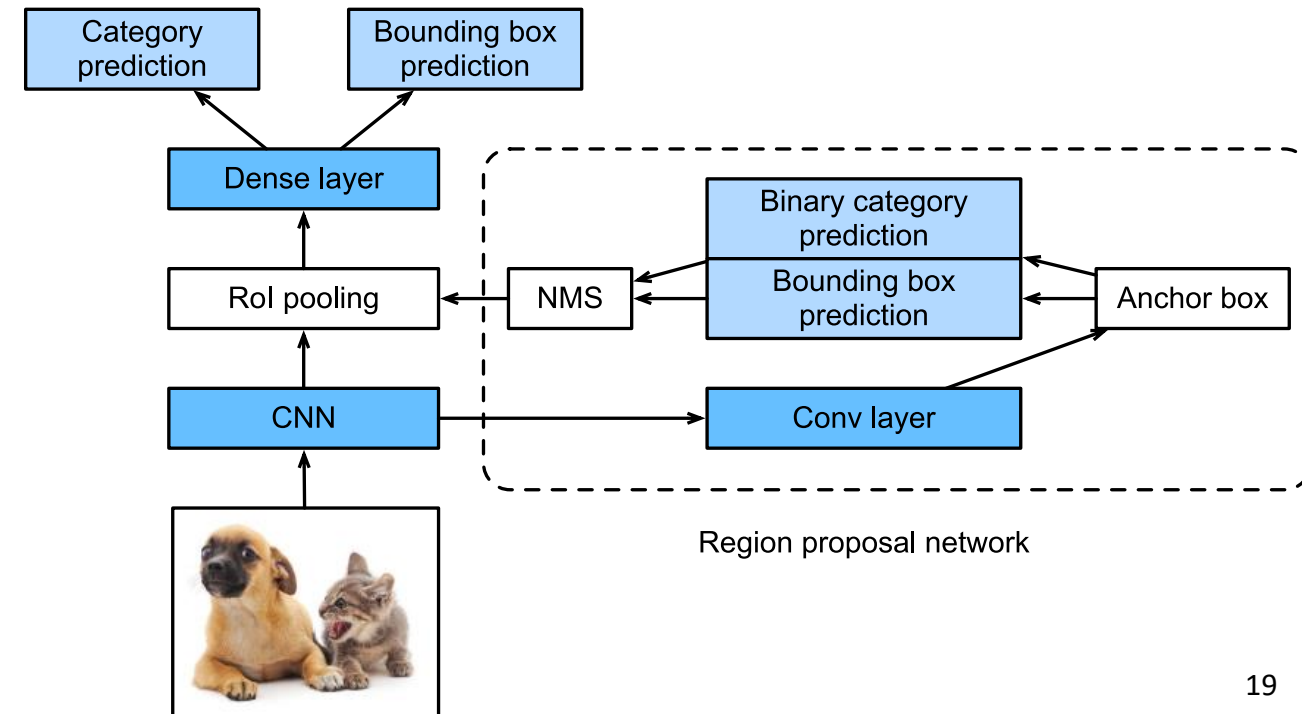 Category
prediction
Bounding box
prediction
Dense layer
Binary category
prediction
RoI pooling
NMS
Bounding box
prediction
Anchor box
CNN
Conv layer
Region proposal network
19